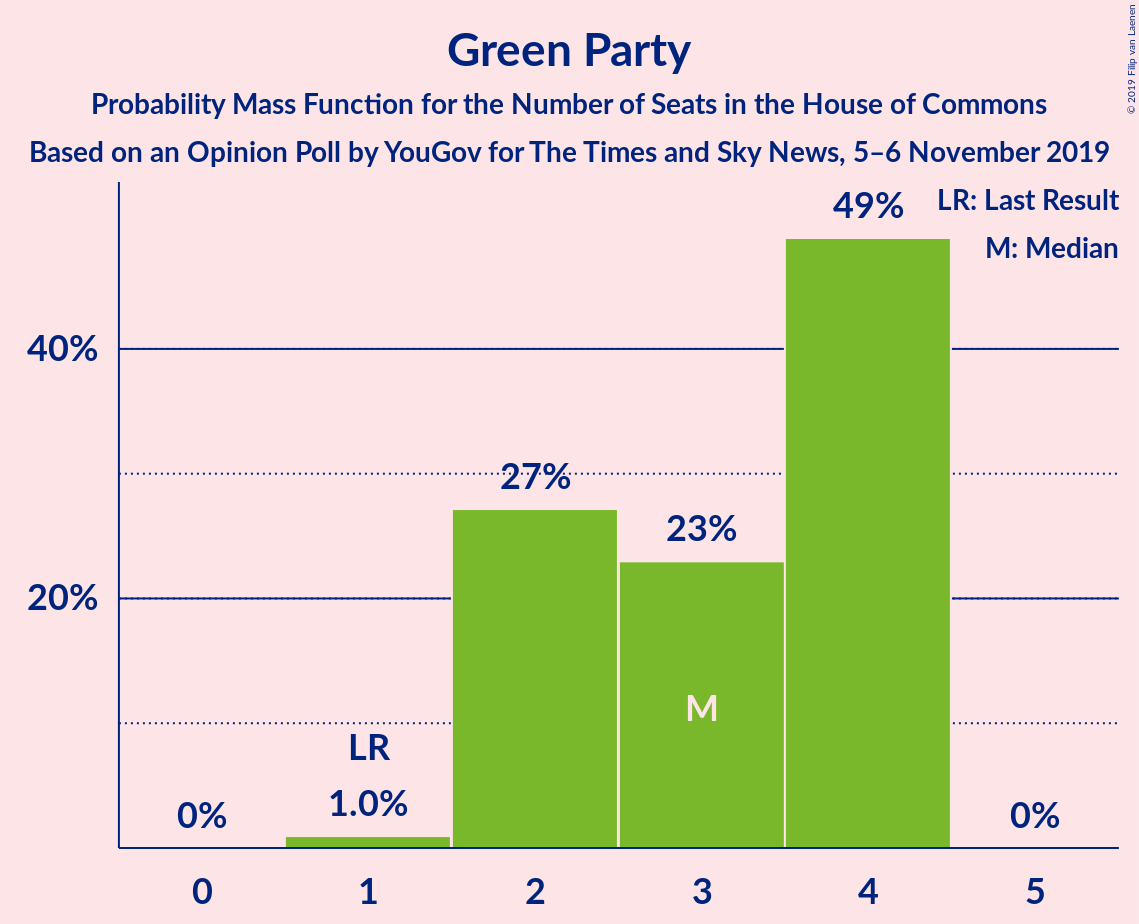 Green Party
Probability Mass Function for the Number of Seats in the House of Commons
Based on an Opinion Poll by YouGov for The Times and Sky News, 5–6 November 2019
© 2019 Filip van Laenen
LR: Last Result
M: Median
49%
40%
27%
23%
20%
M
LR
0%
1.0%
0%
0 1 2 3 4 5